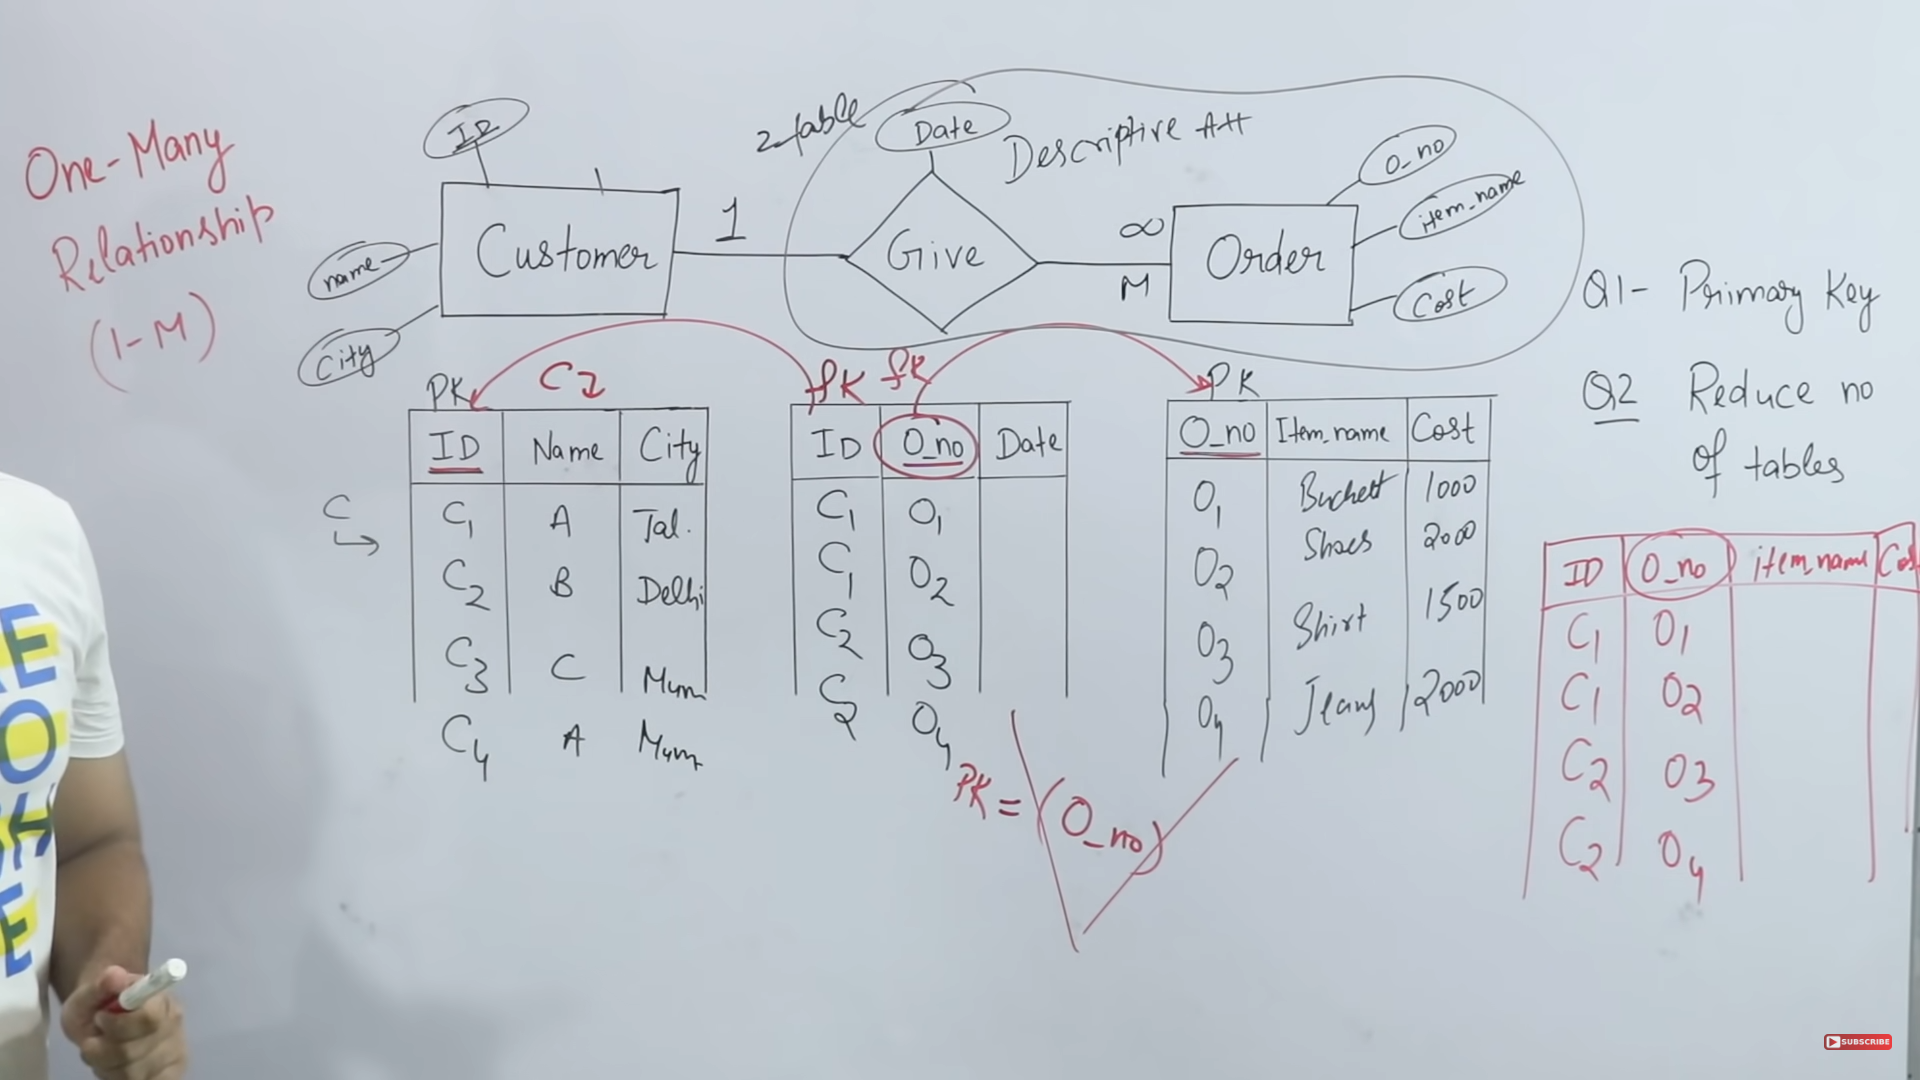 One-Many
Relationship
(1-M)
ID
name
City
Customer
1
2 table
Date
Descriptive Att
Give
∞
M
Order
O_no
item_name
Cost
Q1- Primary Key
Q2 Reduce no
of tables
PK
ID Name City
C1 A Jal.
C2 B Delhi
C3 C Mum
C4 A Mum
fK fK
ID O_no Date
C1 O1
C1 O2
C2 O3
C2 O4
PK = (O_no)
PK
O_no Item_name Cost
O1 1000
O2 Shoes 2000
O3 Shirt 1500
O4 Jeans 2000
ID O_no item_name Cos
C1 O1
C1 O2
C2 O3
C2 O4
C
SUBSCRIBE